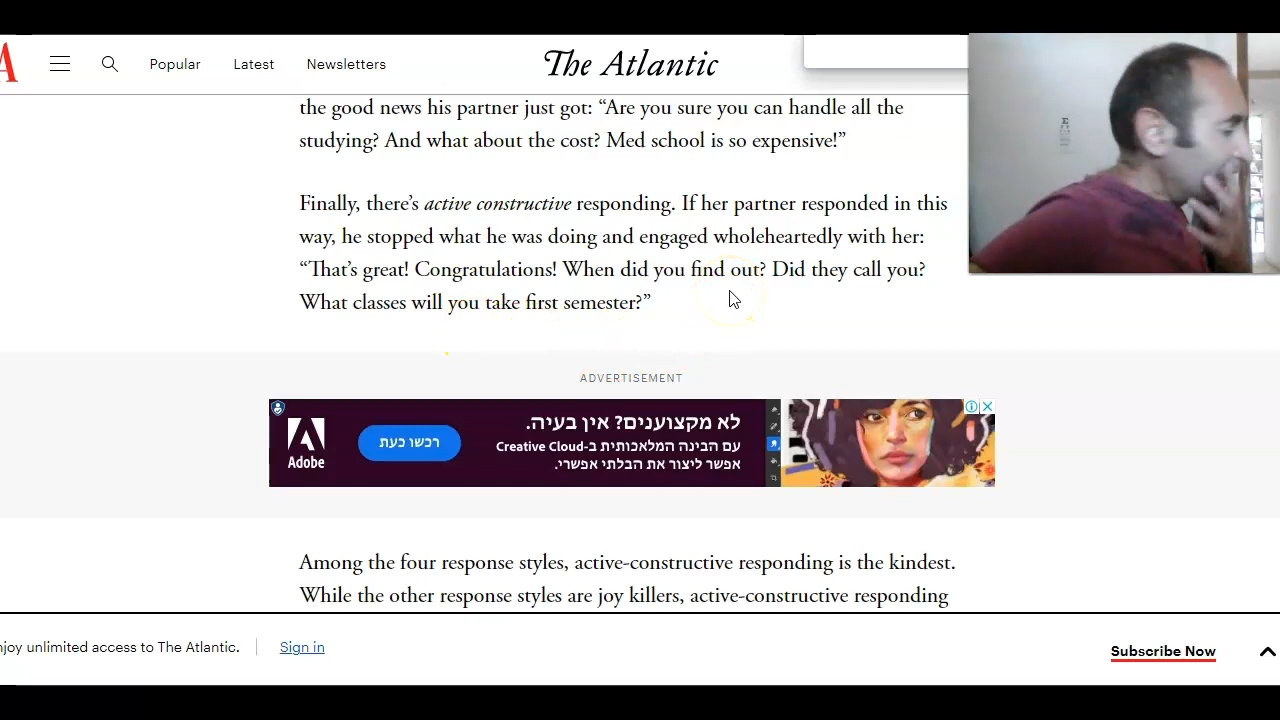 A
Popular
Latest
Newsletters
The Atlantic
the good news his partner just got: “Are you sure you can handle all the
studying? And what about the cost? Med school is so expensive!”
Finally, there’s active constructive responding. If her partner responded in this
way, he stopped what he was doing and engaged wholeheartedly with her:
“That’s great! Congratulations! When did you find out? Did they call you?
What classes will you take first semester?”
ADVERTISEMENT
Adobe
רכשו כעת
לא מקצוענים? אין בעיה.
עם הבינה המלאכותית ב-Creative Cloud
אפשר ליצור את הבלתי אפשרי.
Among the four response styles, active-constructive responding is the kindest.
While the other response styles are joy killers, active-constructive responding
njoy unlimited access to The Atlantic.
Sign in
Subscribe Now